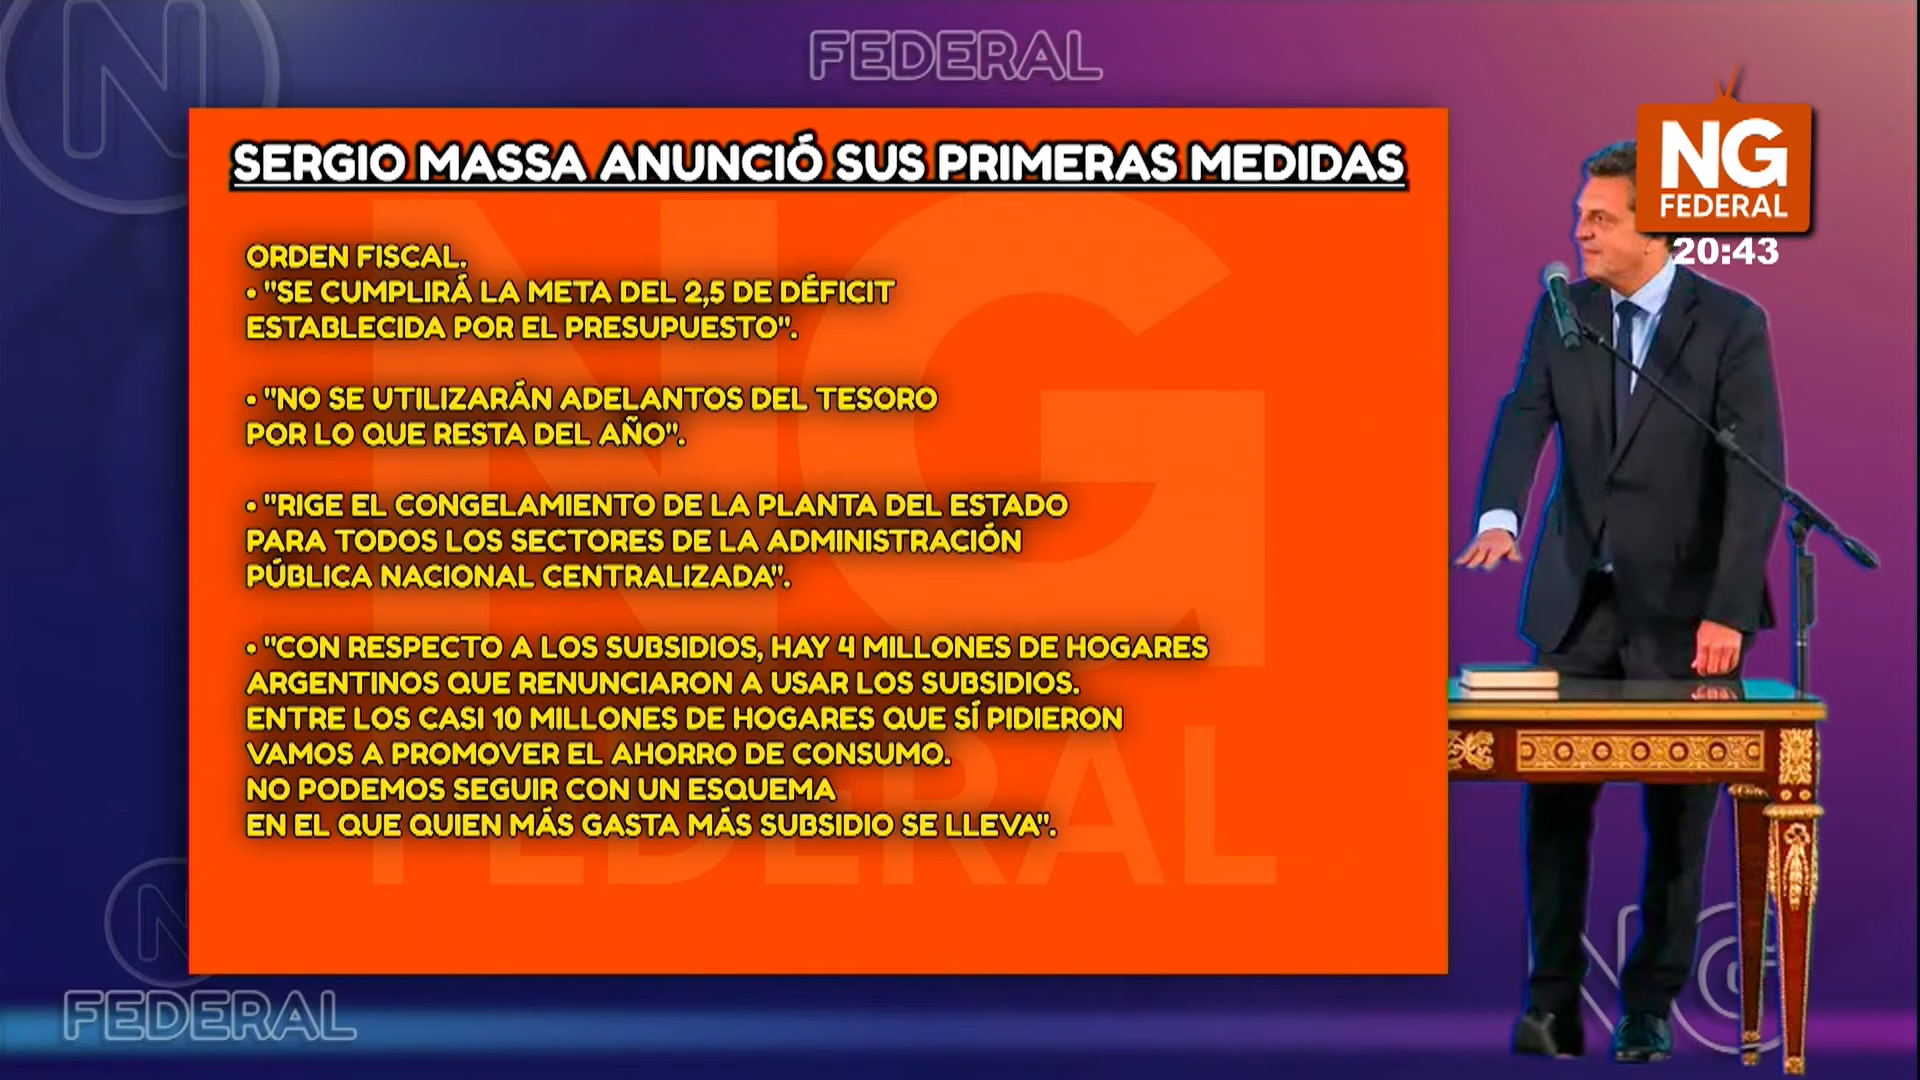 N
FEDERAL
NG
FEDERAL
20:43
SERGIO MASSA ANUNCIÓ SUS PRIMERAS MEDIDAS
ORDEN FISCAL.
• "SE CUMPLIRÁ LA META DEL 2,5 DE DÉFICIT
ESTABLECIDA POR EL PRESUPUESTO".
• "NO SE UTILIZARÁN ADELANTOS DEL TESORO
POR LO QUE RESTA DEL AÑO".
• "RIGE EL CONGELAMIENTO DE LA PLANTA DEL ESTADO
PARA TODOS LOS SECTORES DE LA ADMINISTRACIÓN
PÚBLICA NACIONAL CENTRALIZADA".
• "CON RESPECTO A LOS SUBSIDIOS, HAY 4 MILLONES DE HOGARES
ARGENTINOS QUE RENUNCIARON A USAR LOS SUBSIDIOS.
ENTRE LOS CASI 10 MILLONES DE HOGARES QUE SÍ PIDIERON
VAMOS A PROMOVER EL AHORRO DE CONSUMO.
NO PODEMOS SEGUIR CON UN ESQUEMA
EN EL QUE QUIEN MÁS GASTA MÁS SUBSIDIO SE LLEVA".
NG
FEDERAL
N
FEDERAL
NG